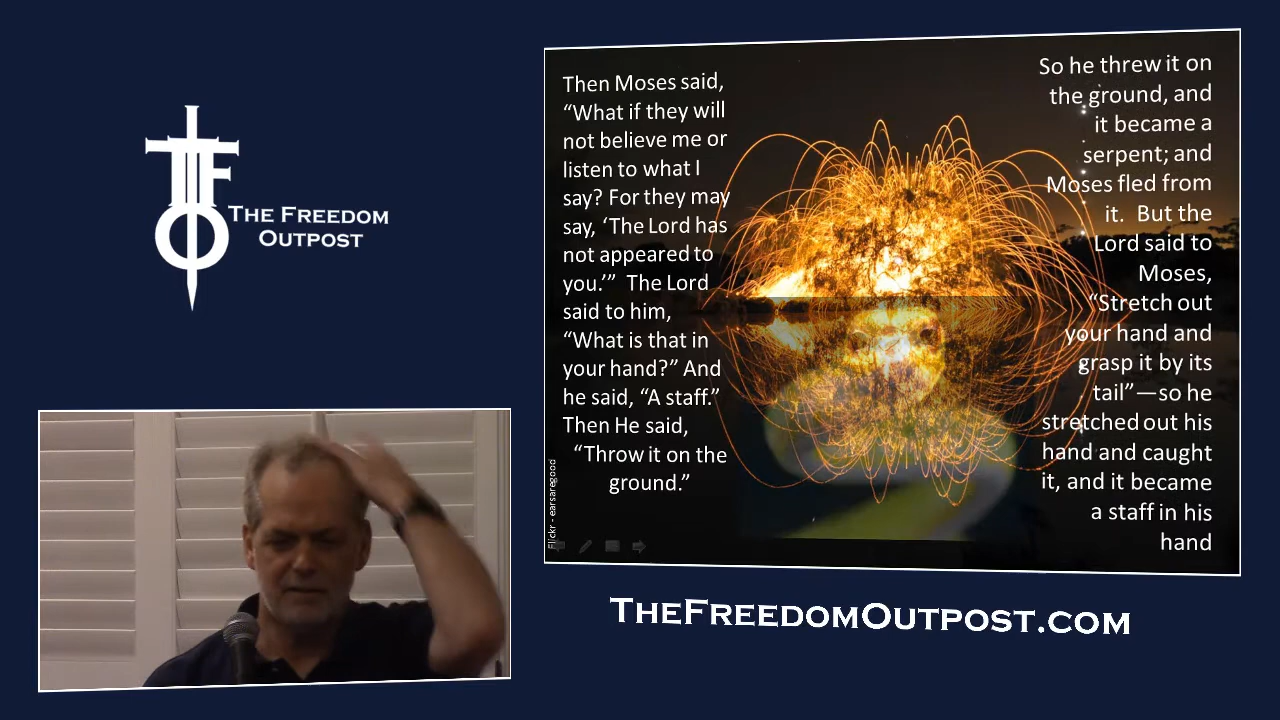 THE FREEDOM
OUTPOST
Then Moses said,
“What if they will
not believe me or
listen to what I
say? For they may
say, ‘The Lord has
not appeared to
you.’”  The Lord
said to him,
“What is that in
your hand?” And
he said, “A staff.”
Then He said,
“Throw it on the
ground.”
So he threw it on
the ground, and
it became a
serpent; and
Moses fled from
it.  But the
Lord said to
Moses,
“Stretch out
your hand and
grasp it by its
tail”—so he
stretched out his
hand and caught
it, and it became
a staff in his
hand
Flickr - earsaregood
THEFREEDOMOUTPOST.COM